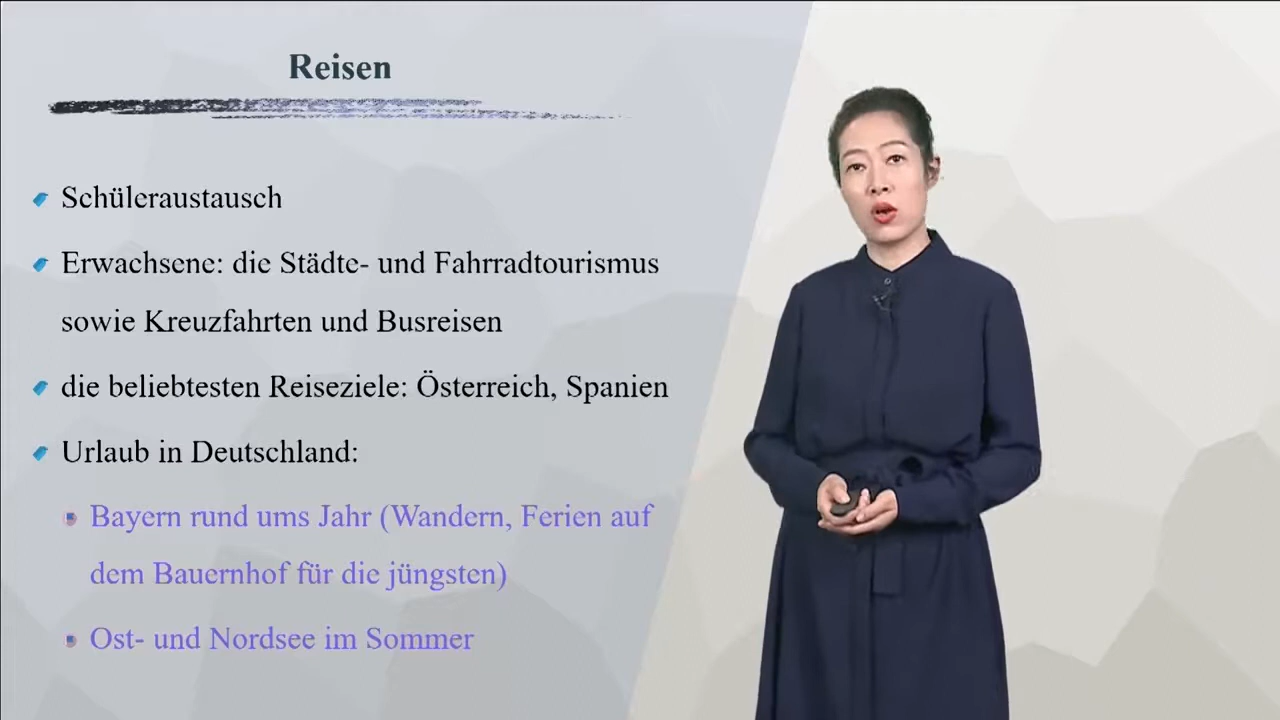 Reisen
Schüleraustausch
Erwachsene: die Städte- und Fahrradtourismus
sowie Kreuzfahrten und Busreisen
die beliebtesten Reiseziele: Österreich, Spanien
Urlaub in Deutschland:
Bayern rund ums Jahr (Wandern, Ferien auf
dem Bauernhof für die jüngsten)
Ost- und Nordsee im Sommer